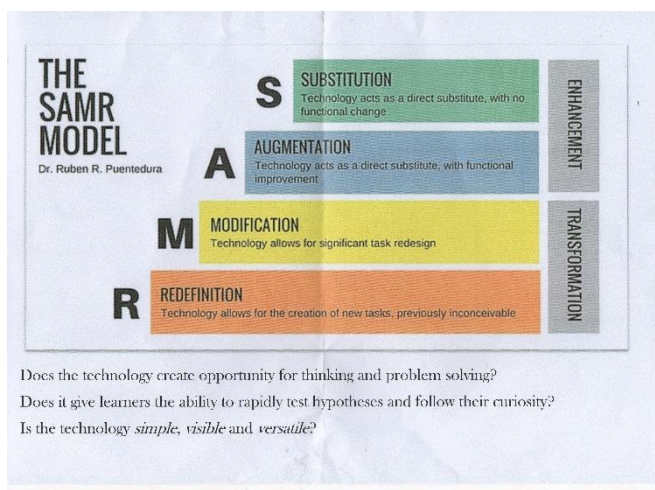 THE
SAMR
MODEL
Dr. Ruben R. Puentedura
S
SUBSTITUTION
Technology acts as a direct substitute, with no
functional change
A
AUGMENTATION
Technology acts as a direct substitute, with functional
improvement
ENHANCEMENT
M
MODIFICATION
Technology allows for significant task redesign
R
REDEFINITION
Technology allows for the creation of new tasks, previously inconceivable
TRANSFORMATION
Does the technology create opportunity for thinking and problem solving?
Does it give learners the ability to rapidly test hypotheses and follow their curiosity?
Is the technology simple, visible and versatile?